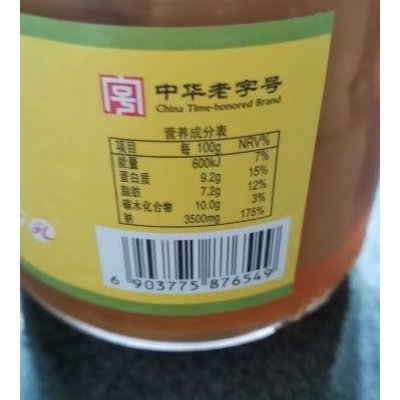 中华老字号
China Time-honored Brand
营养成分表
项目 每 100g NRV%
能量 600kJ 7%
蛋白质 9.2g 15%
脂肪 7.2g 12%
碳水化合物 10.0g 3%
钠 3500mg 175%
乳
6 903775 876549